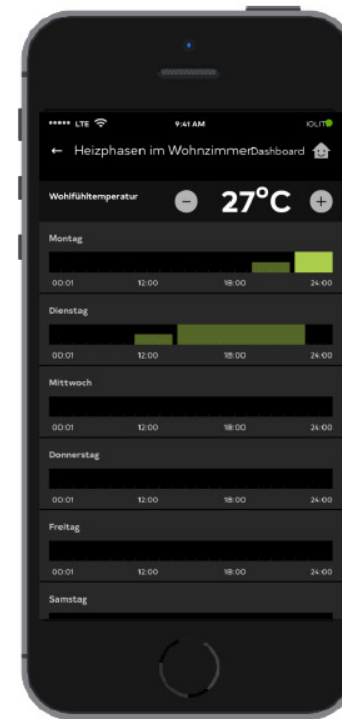 LTE 9:41 AM IOLIT
← Heizphasen im Wohnzimmer Dashboard
Wohlfühltemperatur − 27°C +
Montag
00:01 12:00 18:00 24:00
Dienstag
00:01 12:00 18:00 24:00
Mittwoch
00:01 12:00 18:00 24:00
Donnerstag
00:01 12:00 18:00 24:00
Freitag
00:01 12:00 18:00 24:00
Samstag